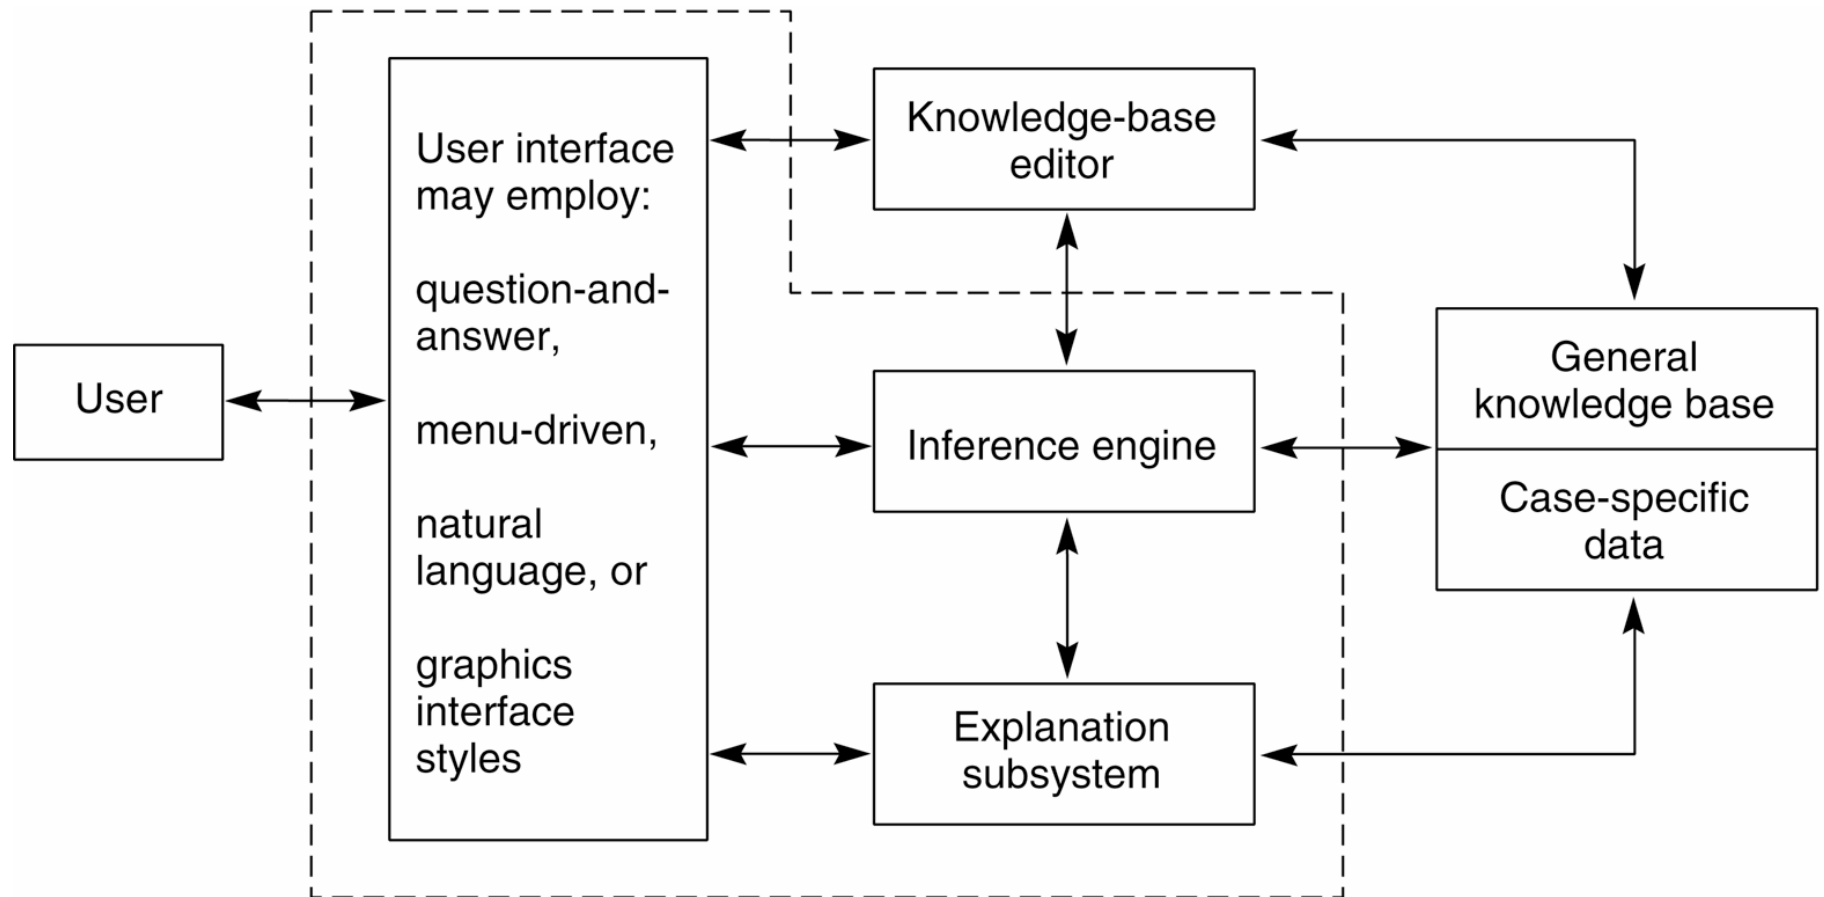 User
User interface
may employ:
question-and-
answer,
menu-driven,
natural
language, or
graphics
interface
styles
Knowledge-base
editor
Inference engine
Explanation
subsystem
General
knowledge base
Case-specific
data